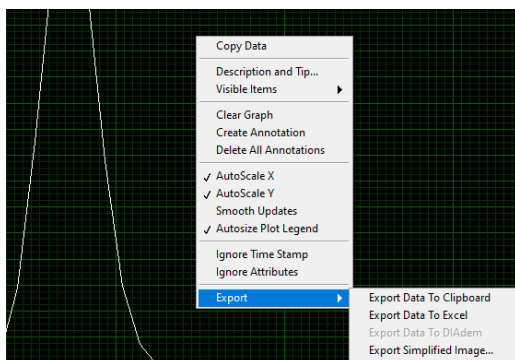 Copy Data
Description and Tip...
Visible Items
Clear Graph
Create Annotation
Delete All Annotations
AutoScale X
AutoScale Y
Smooth Updates
Autosize Plot Legend
Ignore Time Stamp
Ignore Attributes
Export
Export Data To Clipboard
Export Data To Excel
Export Data To DIAdem
Export Simplified Image...